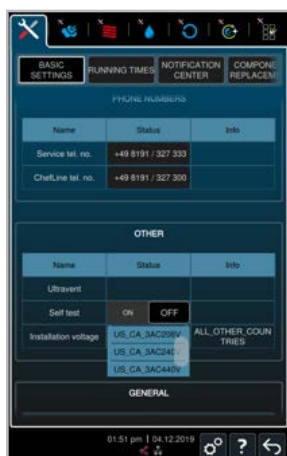 BASIC
SETTINGS
RUNNING TIMES
NOTIFICATION
CENTER
COMPONE
REPLACEM
PHONE NUMBERS
Name Status Info
Service tel. no. +49 8191 / 327 333
ChefLine tel. no. +49 8191 / 327 300
OTHER
Name Status Info
Ultravent
Self test ON OFF
Installation voltage US_CA_3AC208V ALL_OTHER_COUN
TRIES
US_CA_3AC240V
US_CA_3AC440V
GENERAL
01:51 pm | 04.12.2019
?